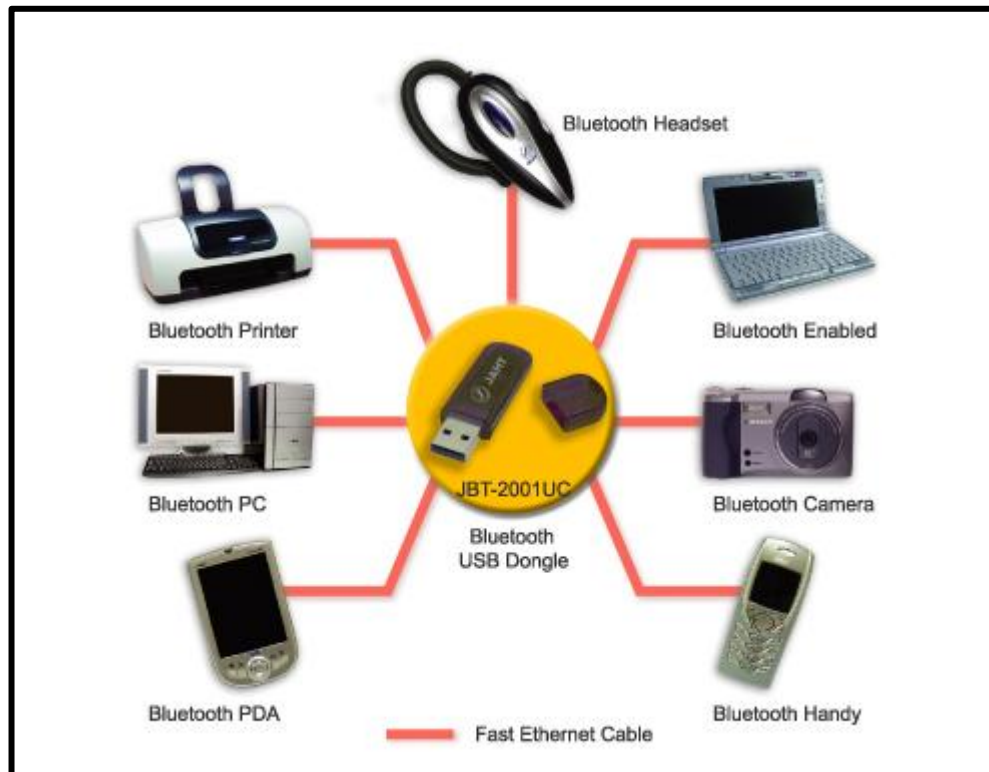 Bluetooth Headset
Bluetooth Printer
Bluetooth Enabled
JAHT
JBT-2001UC
Bluetooth PC
Bluetooth Camera
Bluetooth
USB Dongle
Bluetooth PDA
Bluetooth Handy
Fast Ethernet Cable